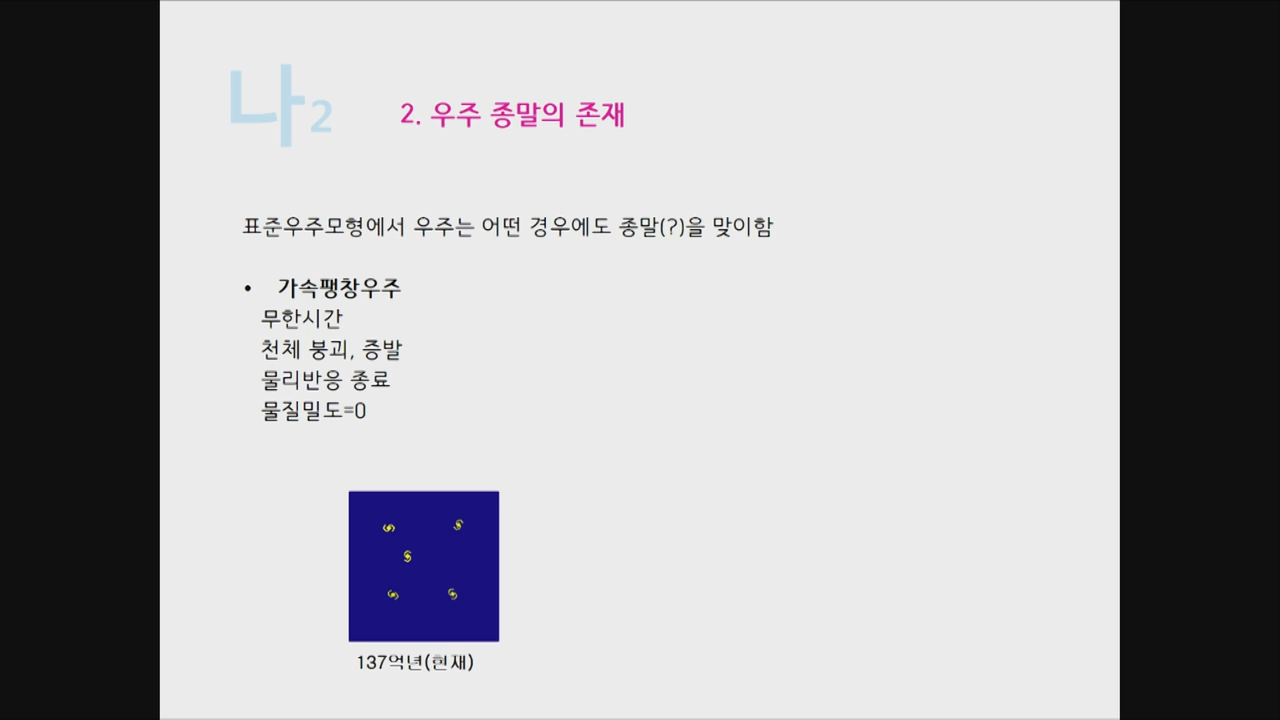 나2
2. 우주 종말의 존재
표준우주모형에서 우주는 어떤 경우에도 종말(?)을 맞이함
• 가속팽창우주
무한시간
천체 붕괴, 증발
물리반응 종료
물질밀도=0
137억년(현재)